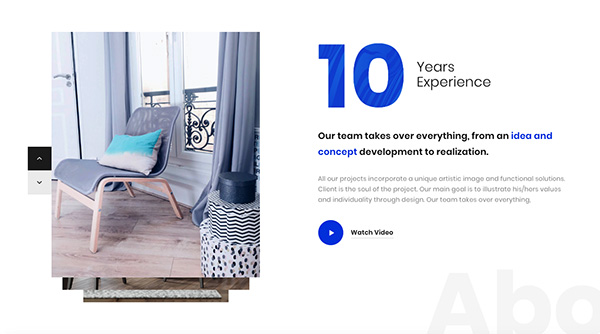 10
Years
Experience
Our team takes over everything, from an idea and
concept development to realization.
All our projects incorporate a unique artistic image and functional solutions.
Client is the soul of the project. Our main goal is to illustrate his/hers values
and individuality through design. Our team takes over everything.
Watch Video
Abo